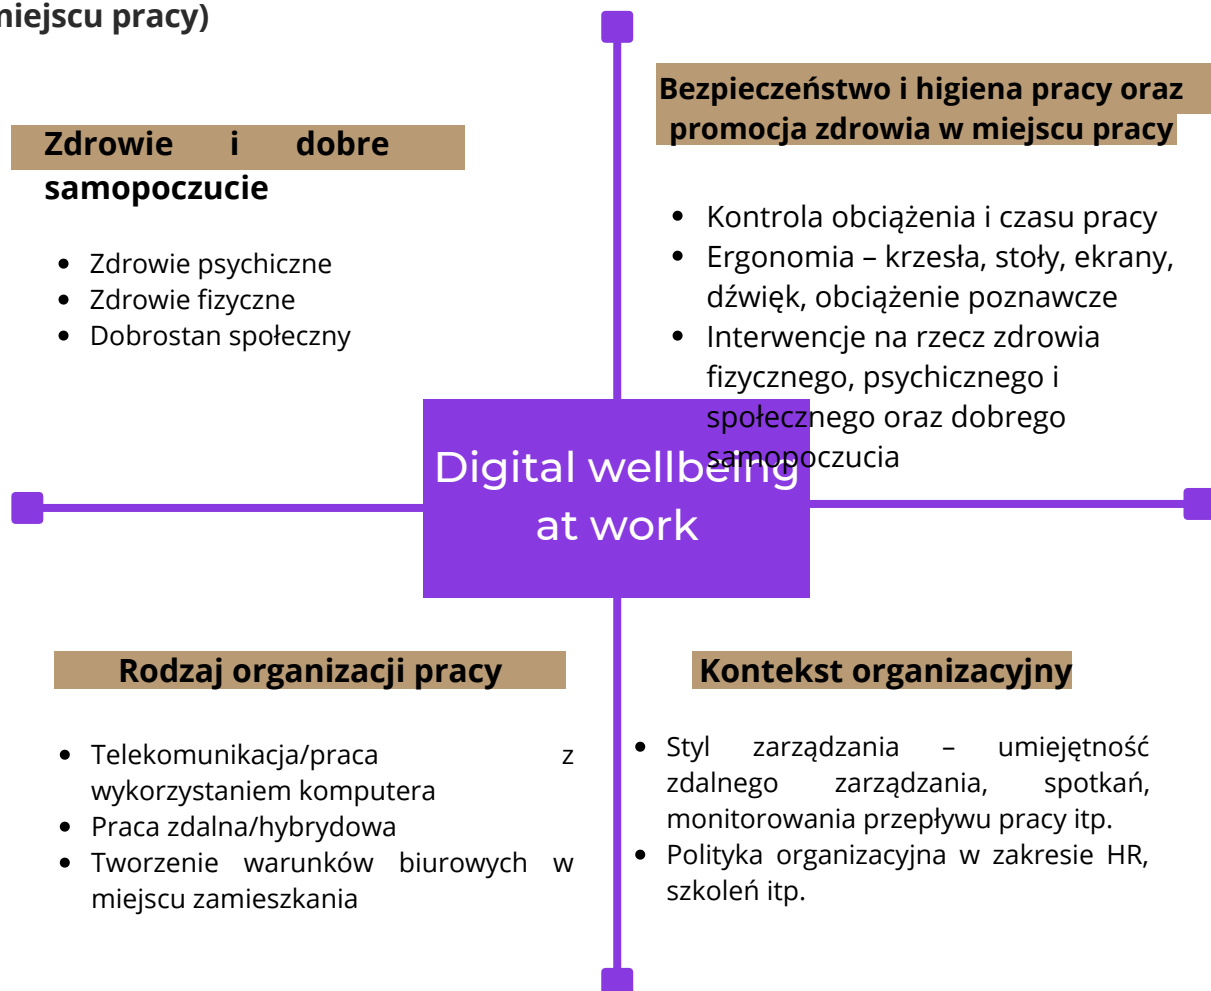 miejscu pracy)
Zdrowie i dobre
samopoczucie
Zdrowie psychiczne
Zdrowie fizyczne
Dobrostan społeczny
Bezpieczeństwo i higiena pracy oraz
promocja zdrowia w miejscu pracy
Kontrola obciążenia i czasu pracy
Ergonomia – krzesła, stoły, ekrany,
dźwięk, obciążenie poznawcze
Interwencje na rzecz zdrowia
fizycznego, psychicznego i
społecznego oraz dobrego
samopoczucia
Digital wellbeing
at work
Rodzaj organizacji pracy
Telekomunikacja/praca z
wykorzystaniem komputera
Praca zdalna/hybrydowa
Tworzenie warunków biurowych w
miejscu zamieszkania
Kontekst organizacyjny
Styl zarządzania – umiejętność
zdalnego zarządzania, spotkań,
monitorowania przepływu pracy itp.
Polityka organizacyjna w zakresie HR,
szkoleń itp.